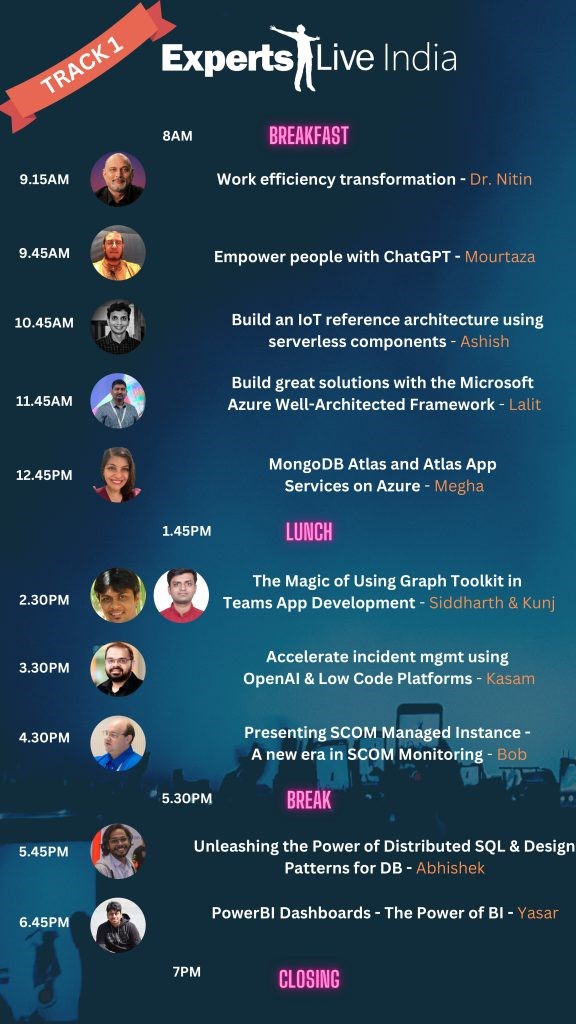 TRACK 1
Experts Live India
8AM BREAKFAST
9.15AM Work efficiency transformation - Dr. Nitin
9.45AM Empower people with ChatGPT - Mourtaza
10.45AM Build an IoT reference architecture using
serverless components - Ashish
11.45AM Build great solutions with the Microsoft
Azure Well-Architected Framework - Lalit
12.45PM MongoDB Atlas and Atlas App
Services on Azure - Megha
1.45PM LUNCH
2.30PM The Magic of Using Graph Toolkit in
Teams App Development - Siddharth & Kunj
3.30PM Accelerate incident mgmt using
OpenAI & Low Code Platforms - Kasam
4.30PM Presenting SCOM Managed Instance -
A new era in SCOM Monitoring - Bob
5.30PM BREAK
5.45PM Unleashing the Power of Distributed SQL & Design
Patterns for DB - Abhishek
6.45PM PowerBI Dashboards - The Power of BI - Yasar
7PM CLOSING